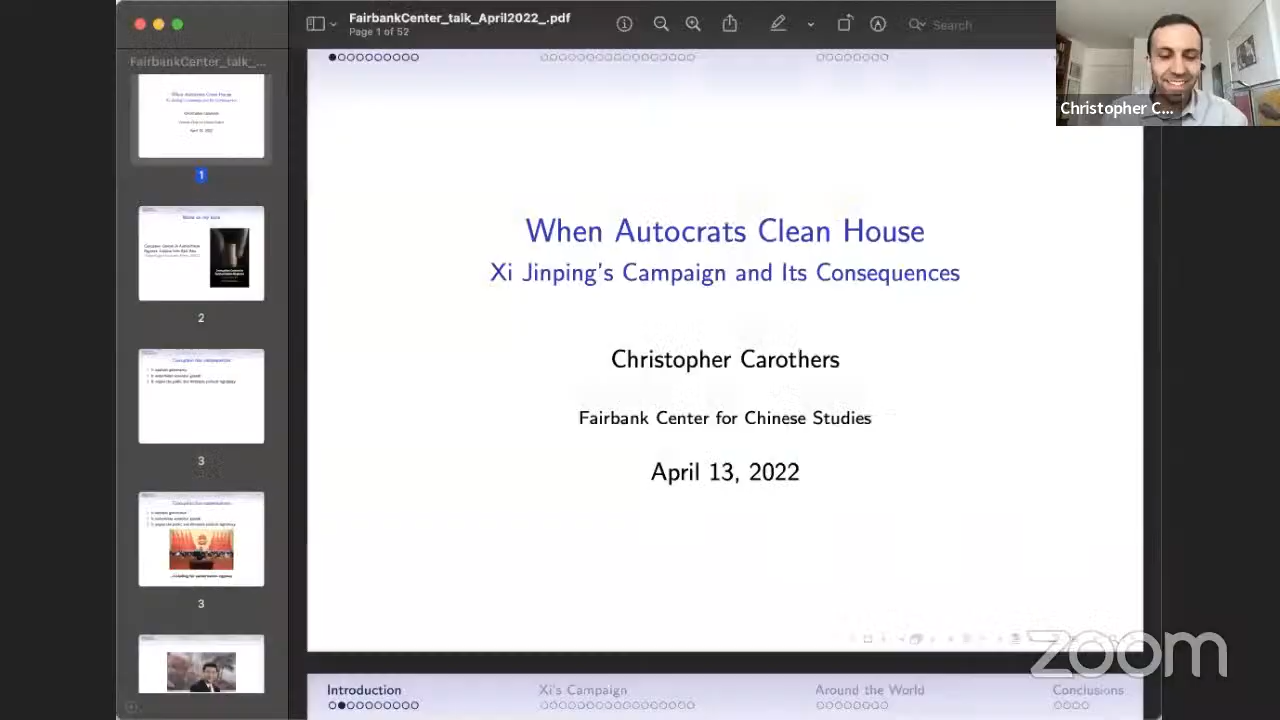 FairbankCenter_talk_April2022_.pdf
Page 1 of 52
Search
FairbankCenter_talk_...
Christopher C...
1
2
3
3
When Autocrats Clean House
Xi Jinping's Campaign and Its Consequences
Christopher Carothers
Fairbank Center for Chinese Studies
April 13, 2022
zoom
Introduction
Xi's Campaign
Around the World
Conclusions